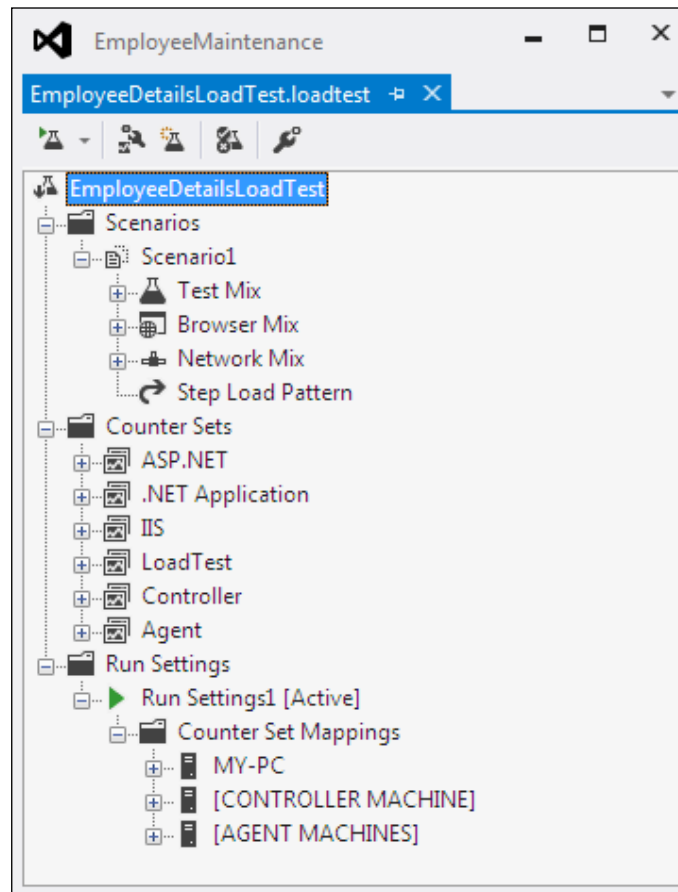 EmployeeMaintenance
EmployeeDetailsLoadTest.loadtest
EmployeeDetailsLoadTest
Scenarios
Scenario1
Test Mix
Browser Mix
Network Mix
Step Load Pattern
Counter Sets
ASP.NET
.NET Application
IIS
LoadTest
Controller
Agent
Run Settings
Run Settings1 [Active]
Counter Set Mappings
MY-PC
[CONTROLLER MACHINE]
[AGENT MACHINES]